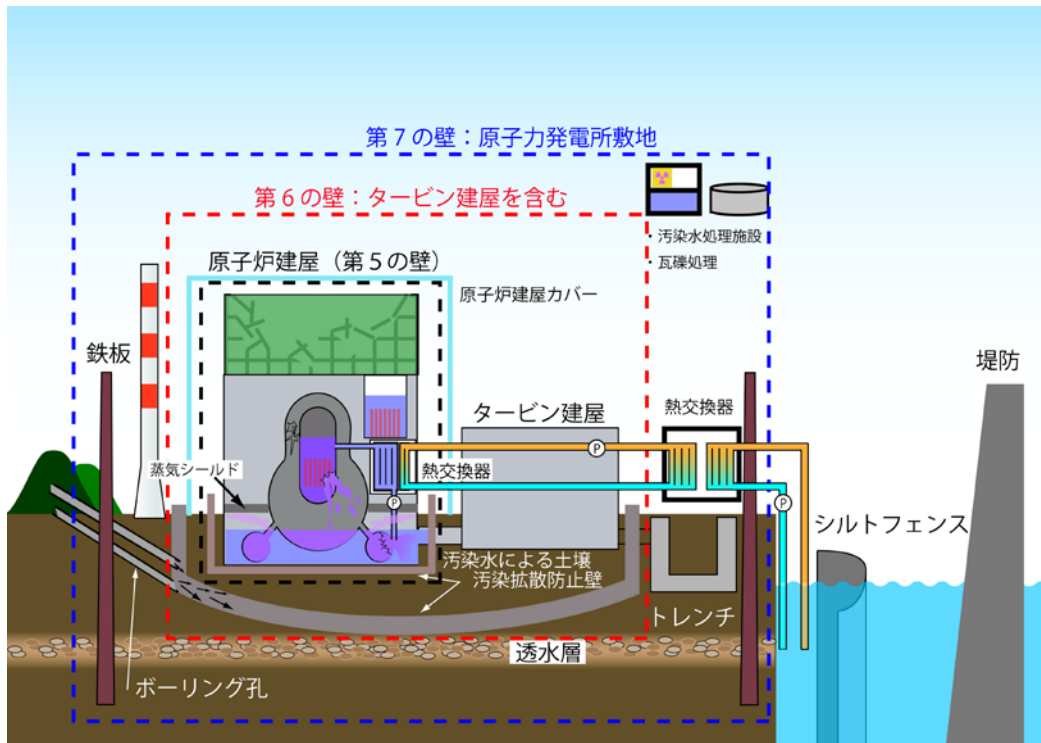 第7の壁：原子力発電所敷地
第6の壁：タービン建屋を含む
・汚染水処理施設
・瓦礫処理
原子炉建屋（第5の壁）
原子炉建屋カバー
鉄板
堤防
タービン建屋
熱交換器
P
蒸気シールド
熱交換器
P
P
シルトフェンス
汚染水による土壌
汚染拡散防止壁
トレンチ
透水層
ボーリング孔